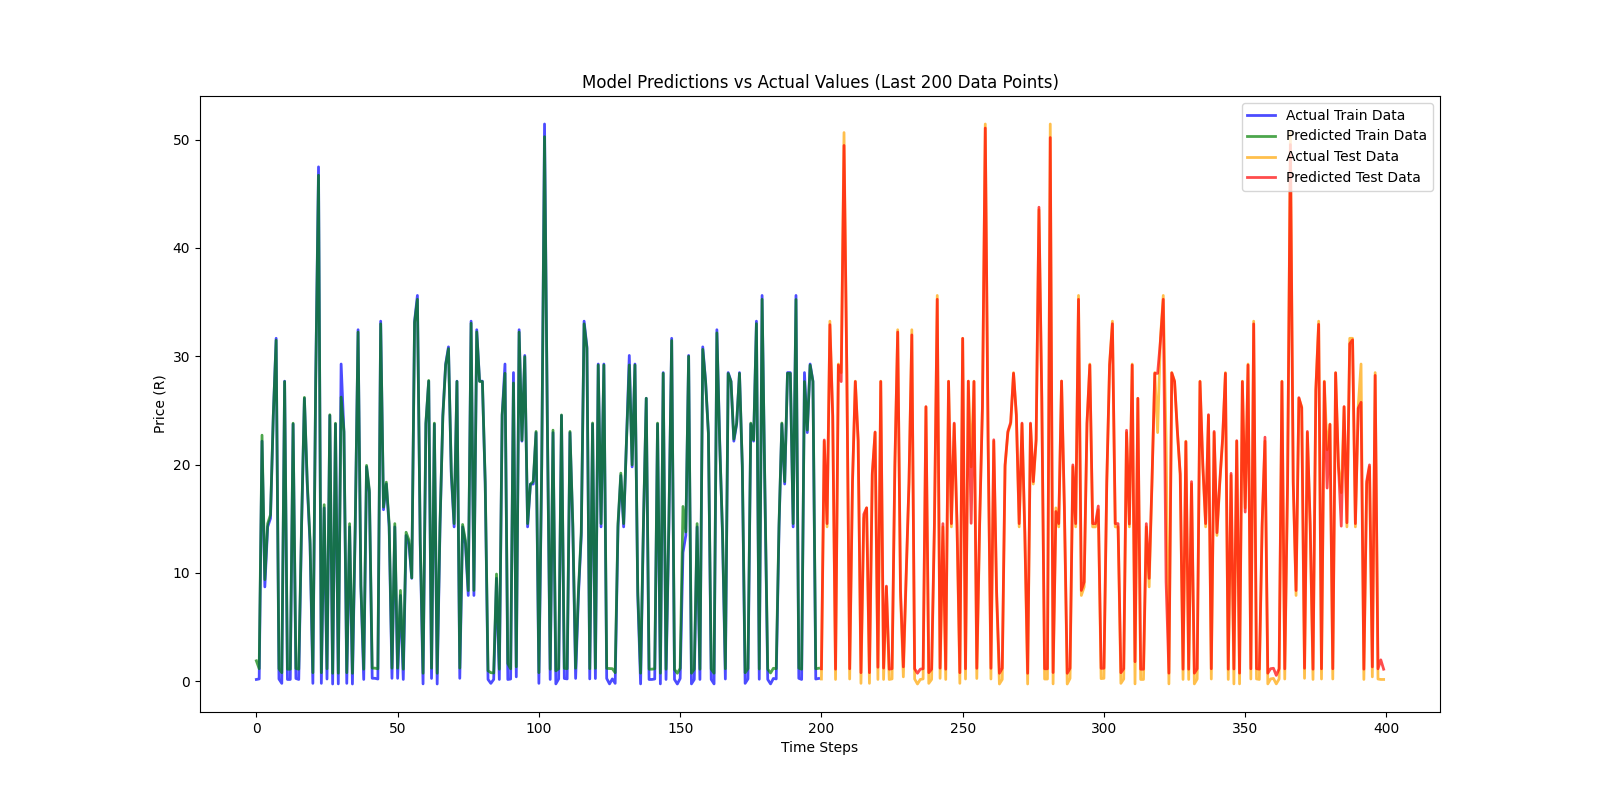 Model Predictions vs Actual Values (Last 200 Data Points)
Actual Train Data
Predicted Train Data
Actual Test Data
Predicted Test Data
Price (R)
50
40
30
20
10
0
0 50 100 150 200 250 300 350 400
Time Steps